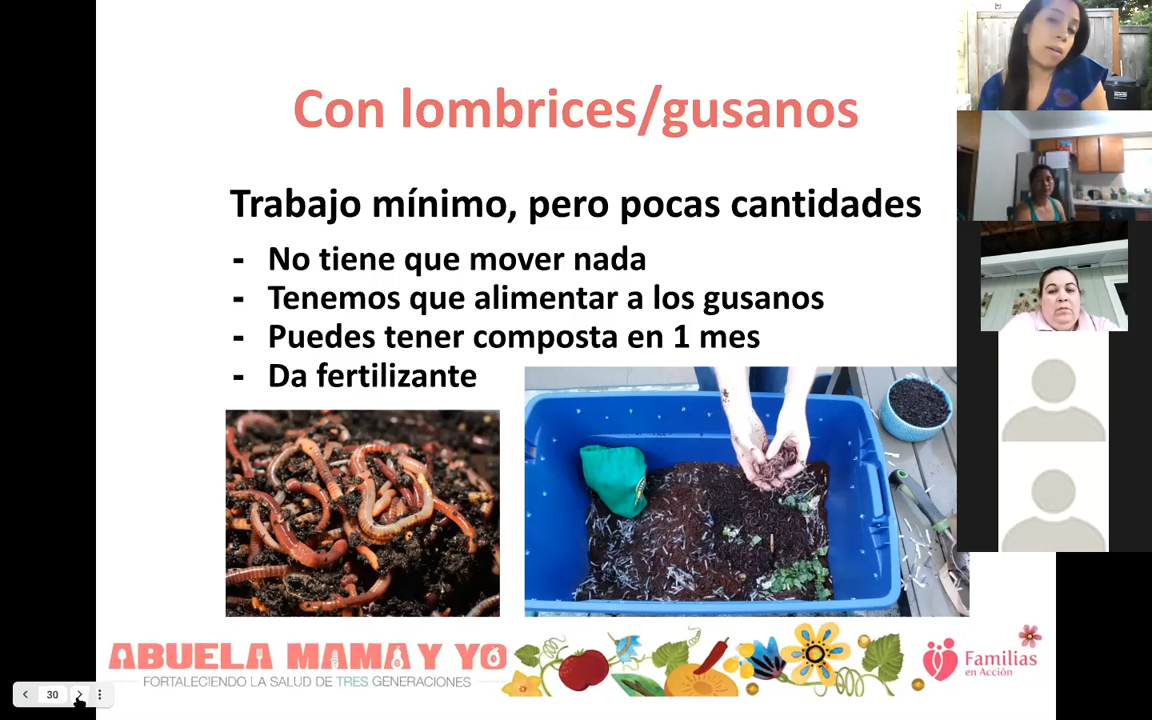 Con lombrices/gusanos
Trabajo mínimo, pero pocas cantidades
- No tiene que mover nada
- Tenemos que alimentar a los gusanos
- Puedes tener composta en 1 mes
- Da fertilizante
ABUELA MAMA Y YO
FORTALECIENDO LA SALUD DE TRES GENERACIONES
Familias
en Acción
30